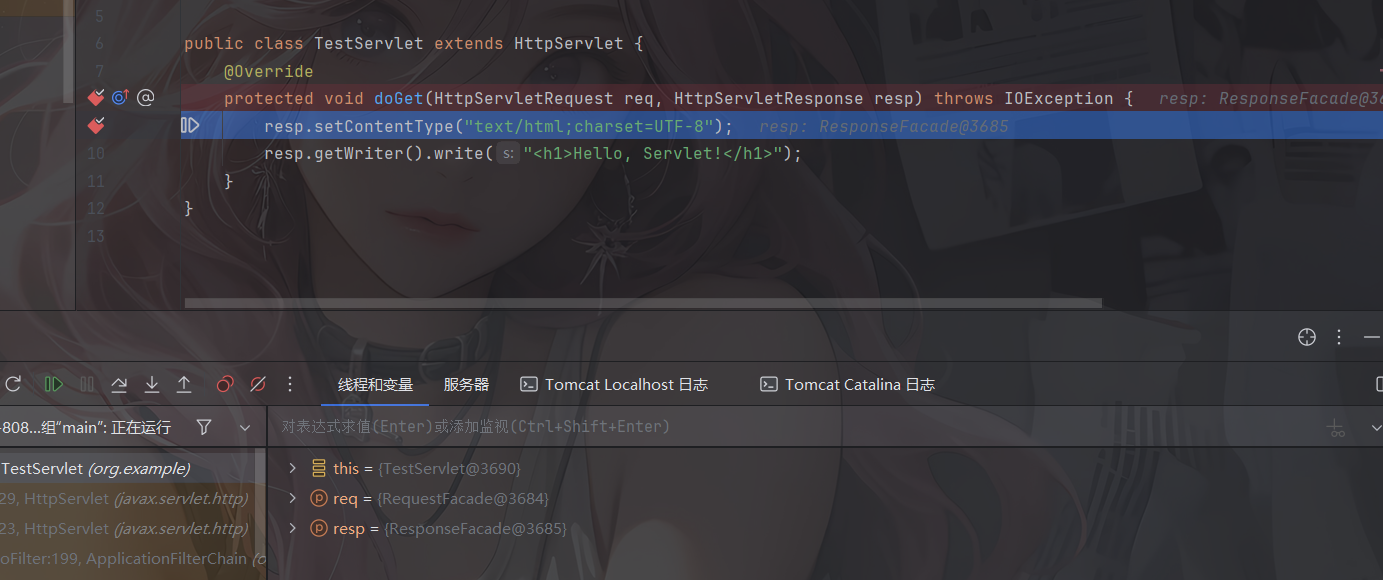 5
6 public class TestServlet extends HttpServlet {
7 @Override
protected void doGet(HttpServletRequest req, HttpServletResponse resp) throws IOException { resp: ResponseFacade@36
resp.setContentType("text/html;charset=UTF-8"); resp: ResponseFacade@3685
10 resp.getWriter().write( s: "<h1>Hello, Servlet!</h1>");
11 }
12 }
13
线程和变量 服务器 Tomcat Localhost 日志 Tomcat Catalina 日志
-808...组"main": 正在运行 对表达式求值(Enter)或添加监视(Ctrl+Shift+Enter)
TestServlet (org.example) this = {TestServlet@3690}
29, HttpServlet (javax.servlet.http) req = {RequestFacade@3684}
23, HttpServlet (javax.servlet.http) resp = {ResponseFacade@3685}
oFilter:199, ApplicationFilterChain (o